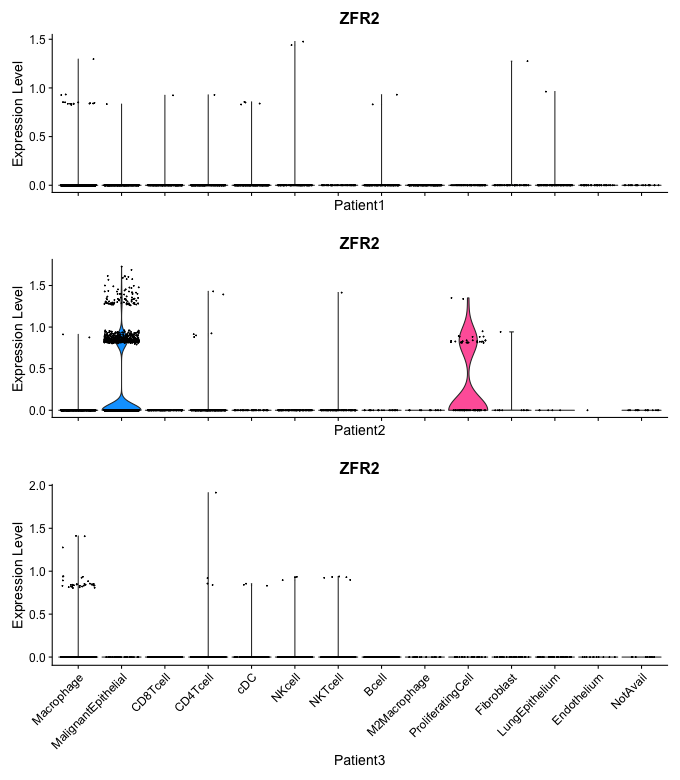 ZFR2
1.5
1.0
0.5
0.0
Expression Level
Patient1
ZFR2
1.5
1.0
0.5
0.0
Expression Level
Patient2
ZFR2
2.0
1.5
1.0
0.5
0.0
Expression Level
Macrophage
MalignantEpithelial
CD8Tcell
CD4Tcell
cDC
NKcell
NKTcell
Bcell
M2Macrophage
ProliferatingCell
Fibroblast
LungEpithelium
Endothelium
NotAvail
Patient3